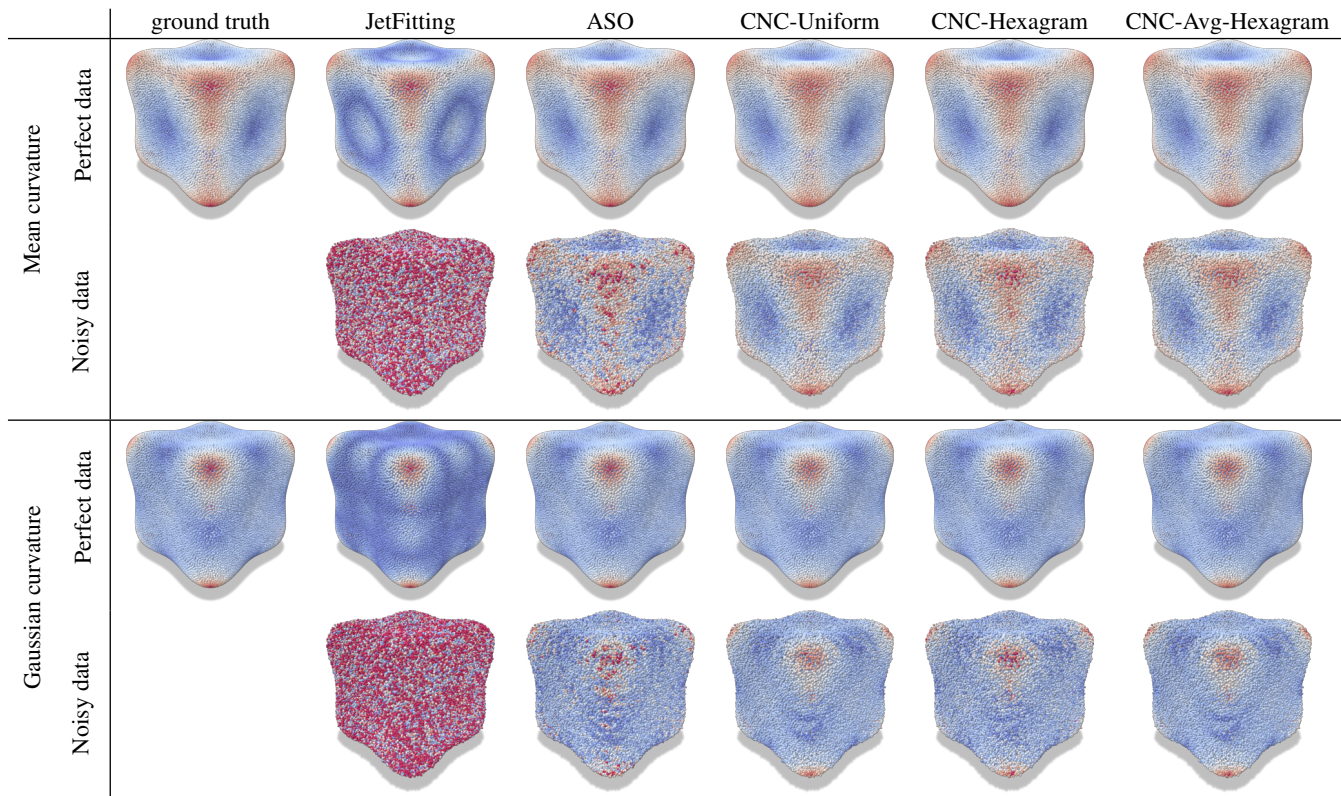 ground truth JetFitting ASO CNC-Uniform CNC-Hexagram CNC-Avg-Hexagram
Mean curvature
Perfect data
Noisy data
Gaussian curvature
Perfect data
Noisy data